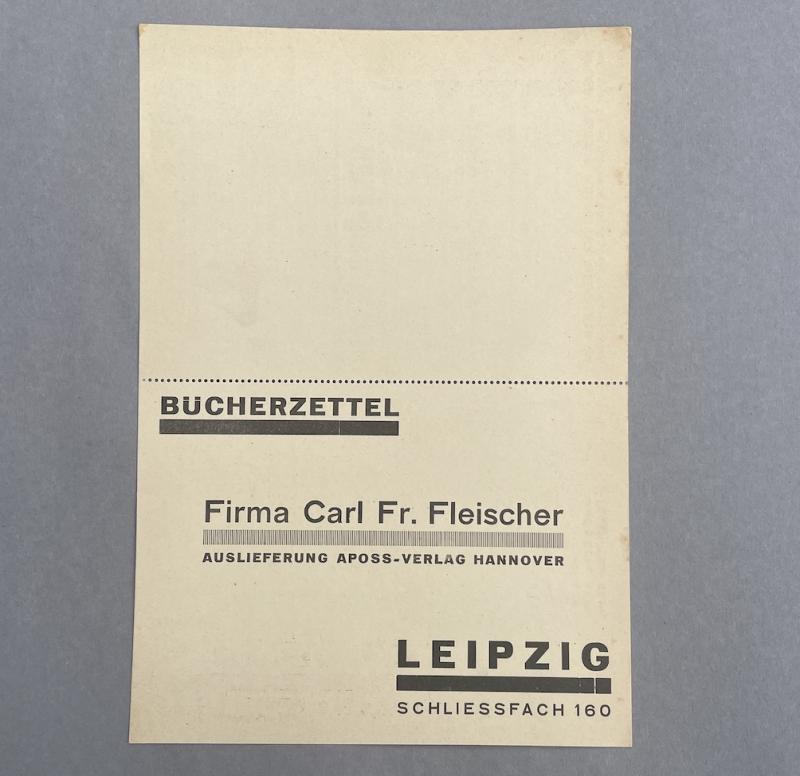 BÜCHERZETTEL
Firma Carl Fr. Fleischer
AUSLIEFERUNG APOSS-VERLAG HANNOVER
LEIPZIG
SCHLIESSFACH 160